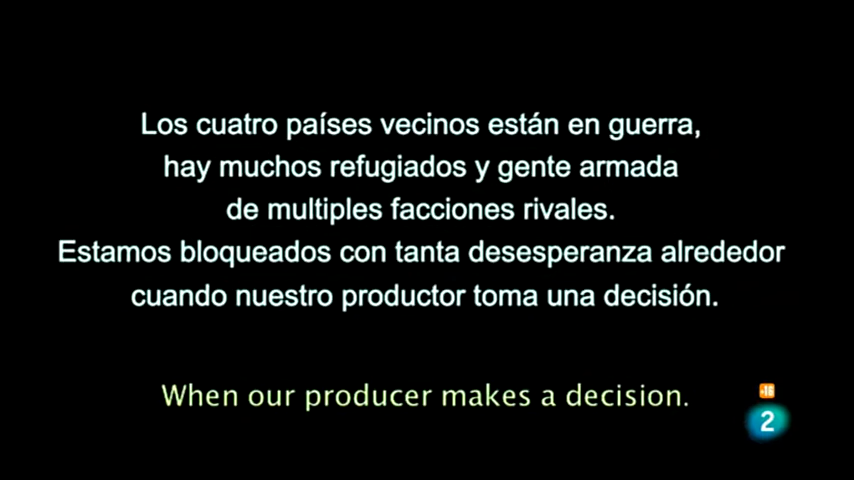 Los cuatro países vecinos están en guerra,
hay muchos refugiados y gente armada
de multiples facciones rivales.
Estamos bloqueados con tanta desesperanza alrededor
cuando nuestro productor toma una decisión.
When our producer makes a decision.
+16
2